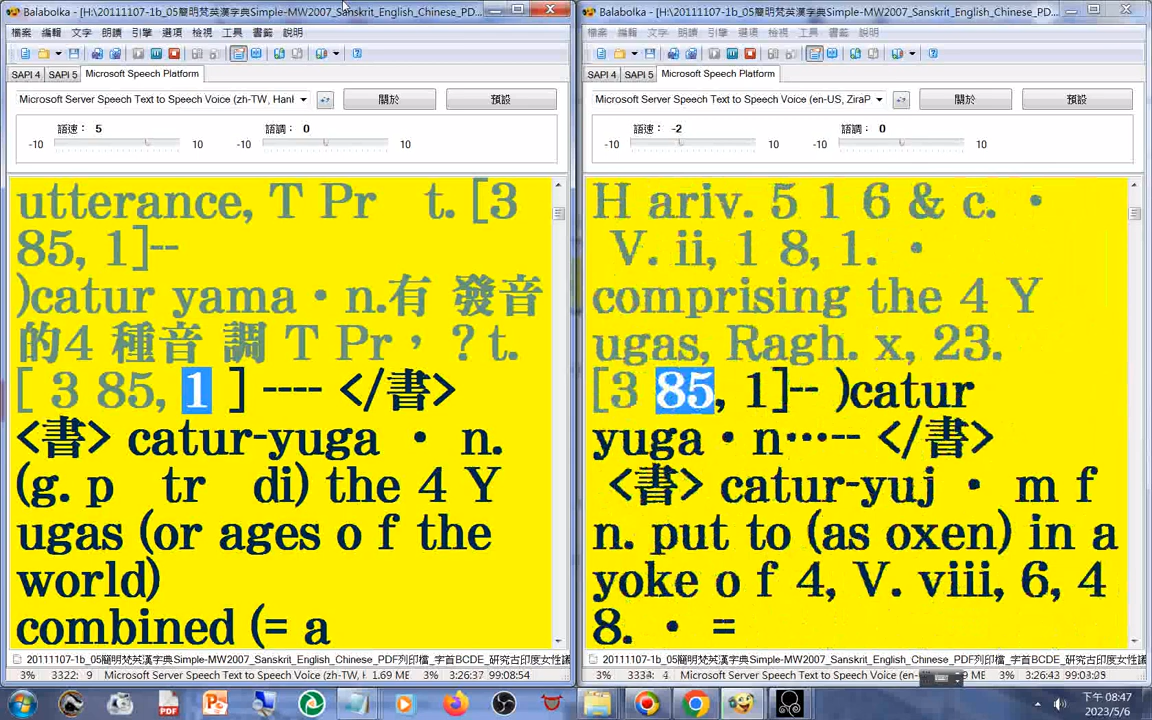 Balabolka - [H:\20111107-1b_05簡明梵英漢字典Simple-MW2007_Sanskrit_English_Chinese_PD...
檔案 編輯 文字 朗讀 引擎 選項 檢視 工具 書籤 說明
SAPI 4 SAPI 5 Microsoft Speech Platform
Microsoft Server Speech Text to Speech Voice (zh-TW, Hanl
關於 預設
語速： 5 語調： 0
-10 10 -10 10
utterance, T Pr t. [3
85, 1]--
)catur yama・n.有 發音
的4 種音 調 T Pr，？t.
[ 3 85, 1 ] ---- </書>
<書> catur-yuga ・ n.
(g. p tr di) the 4 Y
ugas (or ages o f the
world)
combined (= a
20111107-1b_05簡明梵英漢字典Simple-MW2007_Sanskrit_English_Chinese_PDF列印檔_字首BCDE_研究古印度女性議
3% 3322: 9 Microsoft Server Speech Text to Speech Voice (zh-TW, H 1.69 ME 3% 3:26:37 99:08:54
Balabolka - [H:\20111107-1b_05簡明梵英漢字典Simple-MW2007_Sanskrit_English_Chinese_PD...
檔案 編輯 文字 朗讀 引擎 選項 檢視 工具 書籤 說明
SAPI 4 SAPI 5 Microsoft Speech Platform
Microsoft Server Speech Text to Speech Voice (en-US, ZiraP
關於 預設
語速： -2 語調： 0
-10 10 -10 10
H ariv. 5 1 6 & c. ・
V. ii, 1 8, 1. ・
comprising the 4 Y
ugas, Ragh. x, 23.
[3 85, 1]-- )catur
yuga・n…-- </書>
<書> catur-yuj ・ m f
n. put to (as oxen) in a
yoke o f 4, V. viii, 6, 4
8. ・ =
20111107-1b_05簡明梵英漢字典Simple-MW2007_Sanskrit_English_Chinese_PDF列印檔_字首BCDE_研究古印度女性議
3% 3334: 4 Microsoft Server Speech Text to Speech Voice (en-US ME 3% 3:26:43
下午 08:47
2023/5/6